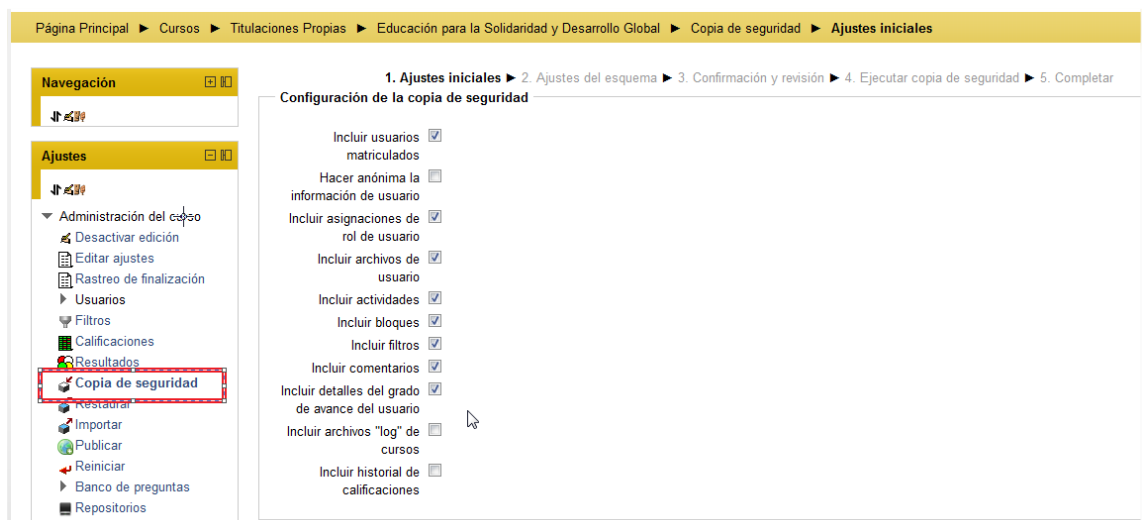 Página Principal ► Cursos ► Titulaciones Propias ► Educación para la Solidaridad y Desarrollo Global ► Copia de seguridad ► Ajustes iniciales
Navegación
Ajustes
Administración del curso
Desactivar edición
Editar ajustes
Rastreo de finalización
Usuarios
Filtros
Calificaciones
Resultados
Copia de seguridad
Restaurar
Importar
Publicar
Reiniciar
Banco de preguntas
Repositorios
1. Ajustes iniciales ► 2. Ajustes del esquema ► 3. Confirmación y revisión ► 4. Ejecutar copia de seguridad ► 5. Completar
Configuración de la copia de seguridad
Incluir usuarios
matriculados
Hacer anónima la
información de usuario
Incluir asignaciones de
rol de usuario
Incluir archivos de
usuario
Incluir actividades
Incluir bloques
Incluir filtros
Incluir comentarios
Incluir detalles del grado
de avance del usuario
Incluir archivos "log" de
cursos
Incluir historial de
calificaciones